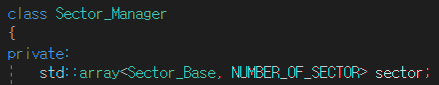 class Sector_Manager
{
private:
std::array<Sector_Base, NUMBER_OF_SECTOR> sector;